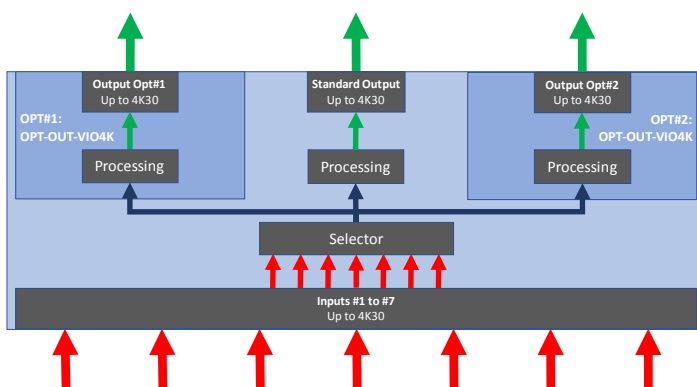 Output Opt#1
Up to 4K30
Standard Output
Up to 4K30
Output Opt#2
Up to 4K30
OPT#1:
OPT-OUT-VIO4K
OPT#2:
OPT-OUT-VIO4K
Processing
Processing
Processing
Selector
Inputs #1 to #7
Up to 4K30